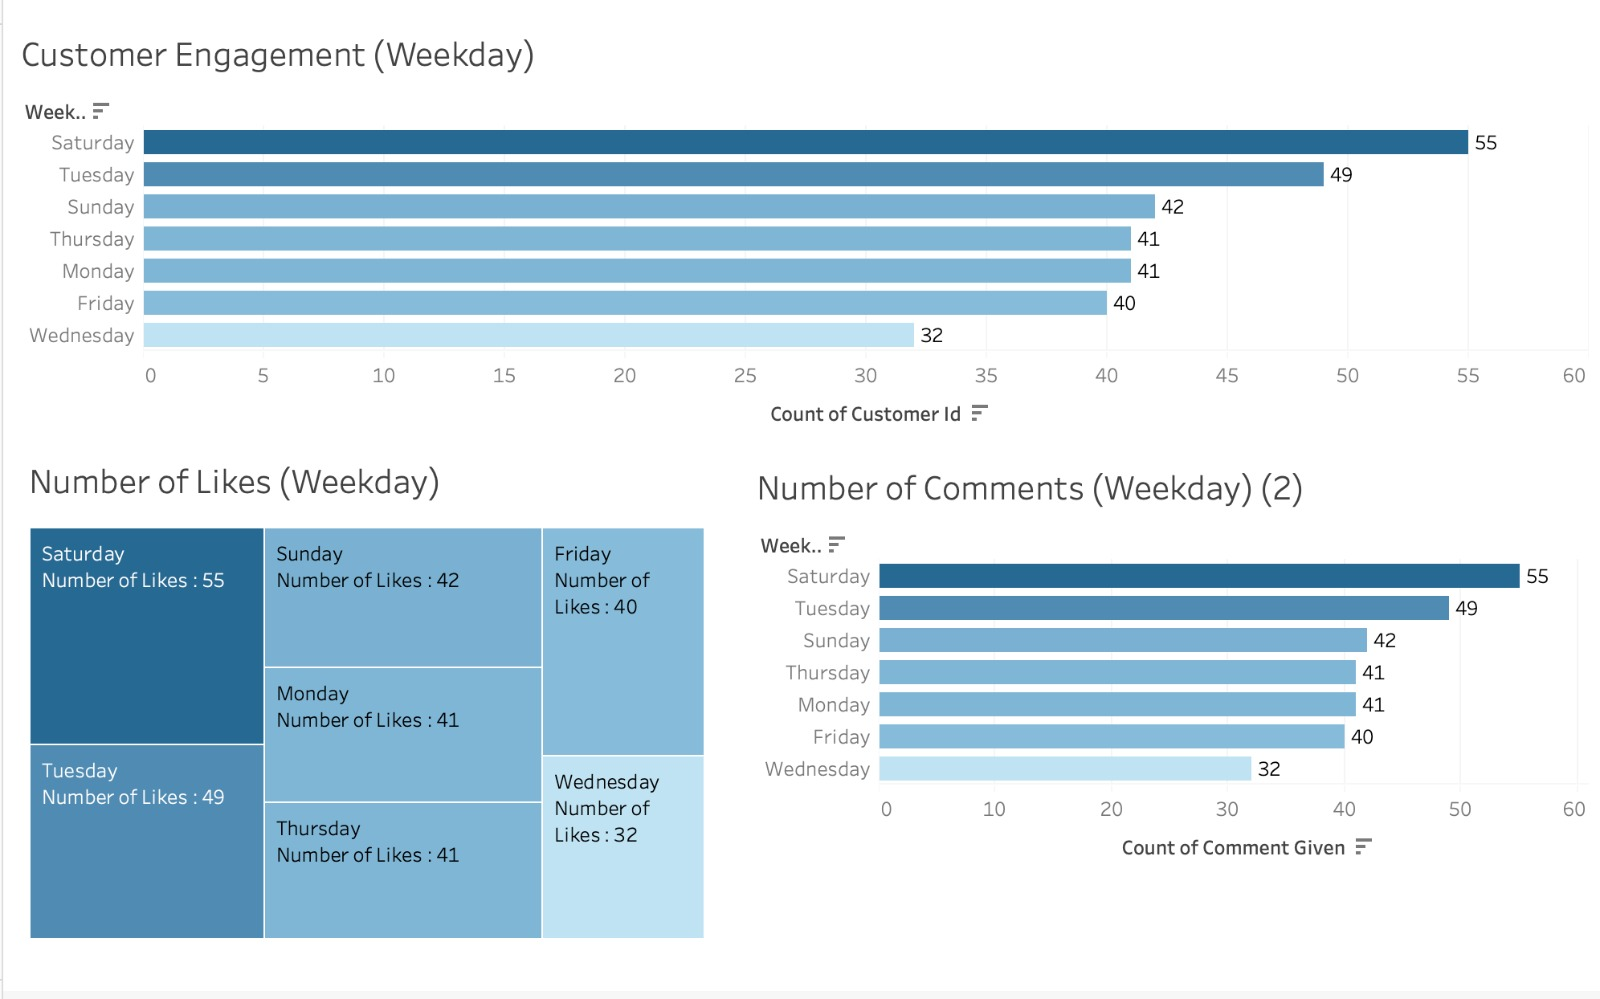 Customer Engagement (Weekday)
Week..
Saturday 55
Tuesday 49
Sunday 42
Thursday 41
Monday 41
Friday 40
Wednesday 32
0 5 10 15 20 25 30 35 40 45 50 55 60
Count of Customer Id
Number of Likes (Weekday)
Saturday
Number of Likes : 55
Tuesday
Number of Likes : 49
Sunday
Number of Likes : 42
Monday
Number of Likes : 41
Thursday
Number of Likes : 41
Friday
Number of
Likes : 40
Wednesday
Number of
Likes : 32
Number of Comments (Weekday) (2)
Week..
Saturday 55
Tuesday 49
Sunday 42
Thursday 41
Monday 41
Friday 40
Wednesday 32
0 10 20 30 40 50 60
Count of Comment Given